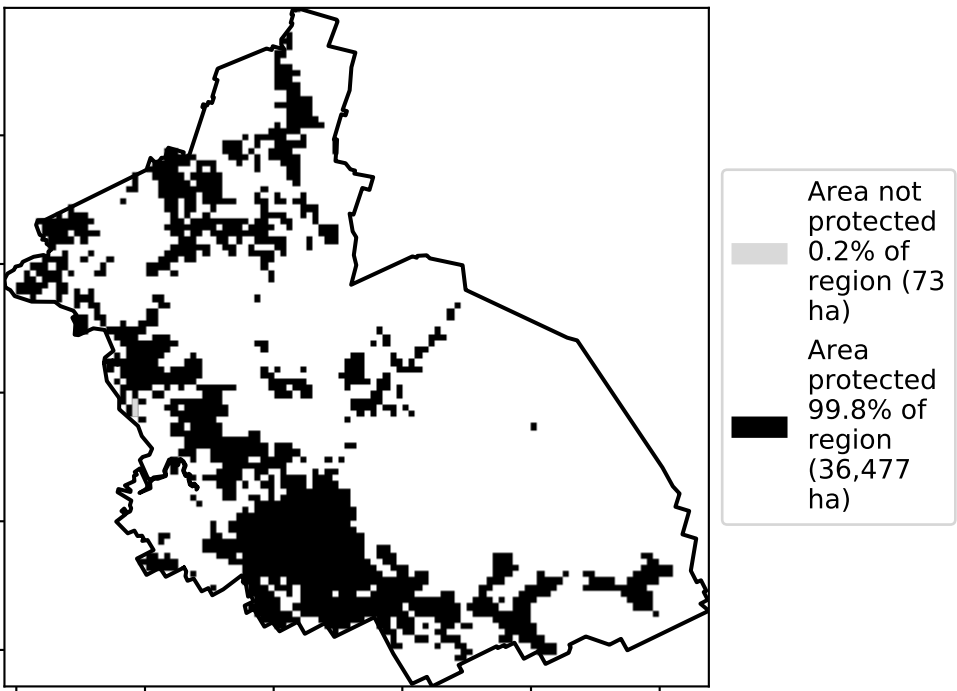 Area not
protected
0.2% of
region (73
ha)
Area
protected
99.8% of
region
(36,477
ha)